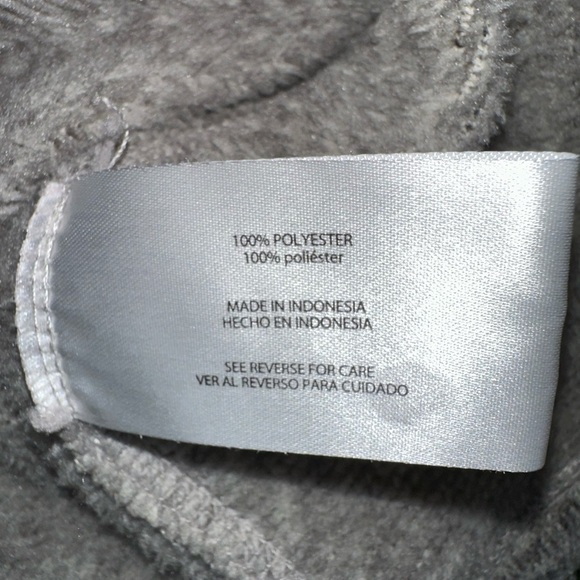 100% POLYESTER
100% poliéster
MADE IN INDONESIA
HECHO EN INDONESIA
SEE REVERSE FOR CARE
VER AL REVERSO PARA CUIDADO